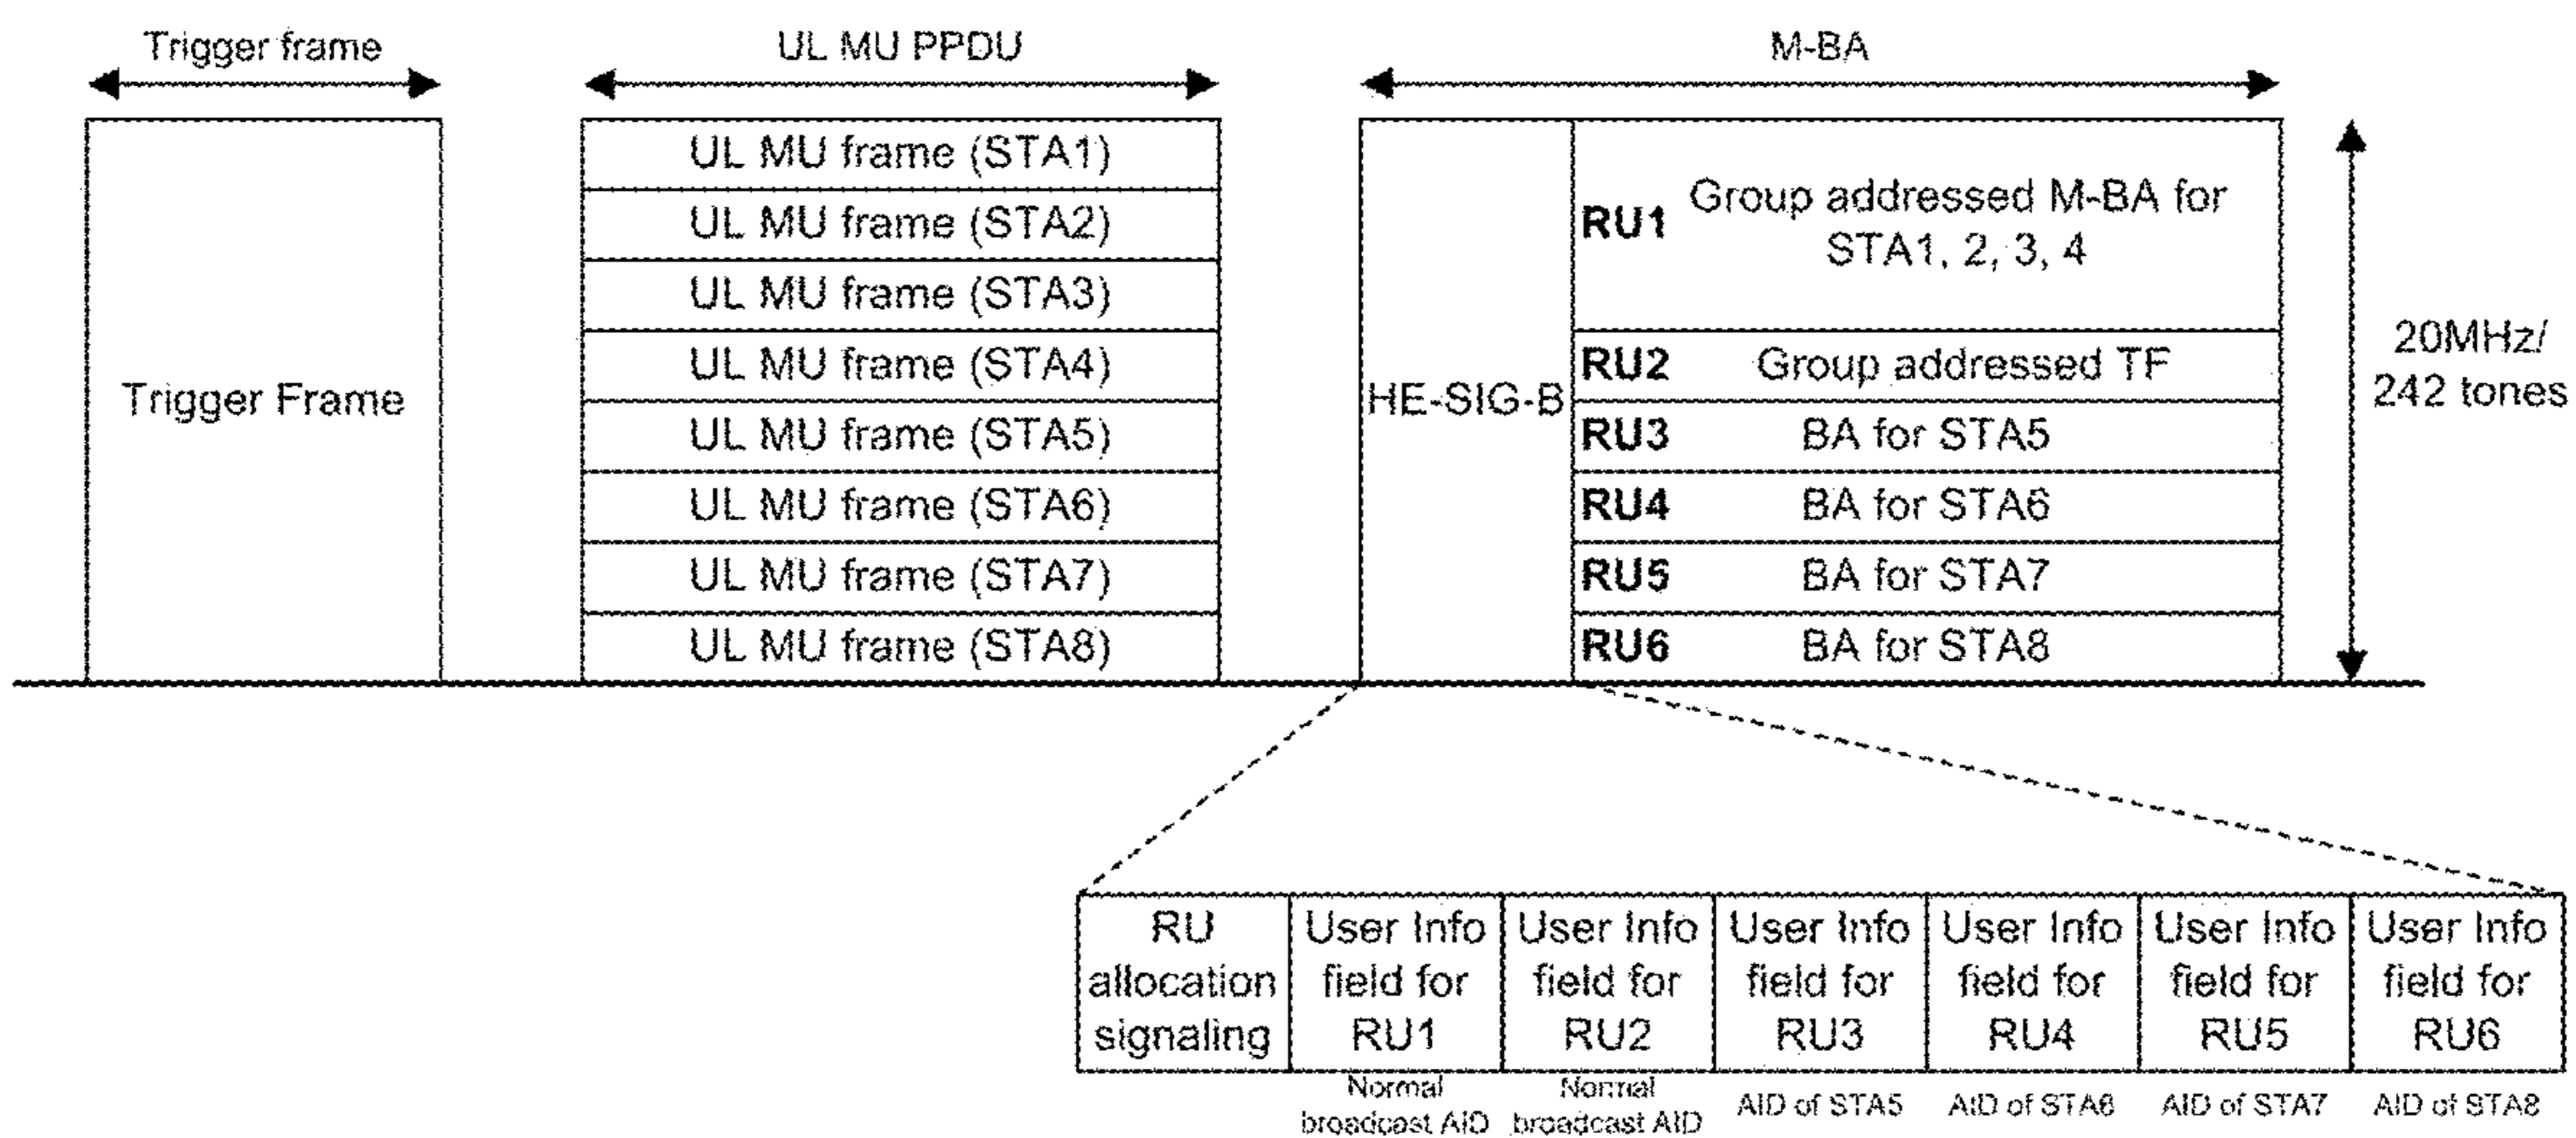 Trigger frame
UL MU PPDU
M-BA
Trigger Frame
UL MU frame (STA1)
UL MU frame (STA2)
UL MU frame (STA3)
UL MU frame (STA4)
UL MU frame (STA5)
UL MU frame (STA6)
UL MU frame (STA7)
UL MU frame (STA8)
HE-SIG-B
RU1 Group addressed M-BA for
STA1, 2, 3, 4
RU2 Group addressed TF
RU3 BA for STA5
RU4 BA for STA6
RU5 BA for STA7
RU6 BA for STA8
20MHz/
242 tones
RU
allocation
signaling
User Info
field for
RU1
User Info
field for
RU2
User Info
field for
RU3
User Info
field for
RU4
User Info
field for
RU5
User Info
field for
RU6
Normal
broadcast AID
Normal
broadcast AID
AID of STA5
AID of STA6
AID of STA7
AID of STA8